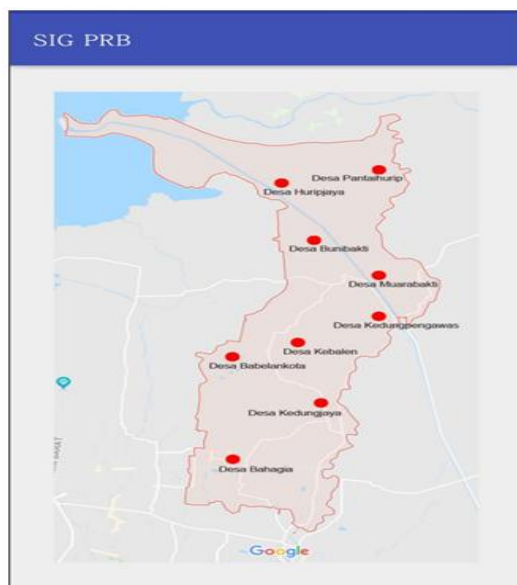 SIG PRB
Desa Pantaihurip
Desa Huripjaya
Desa Bunibakti
Desa Muarabakti
Desa Kedungpengawas
Desa Kebalen
Desa Babelankota
Desa Kedungjaya
Desa Bahagia
Google